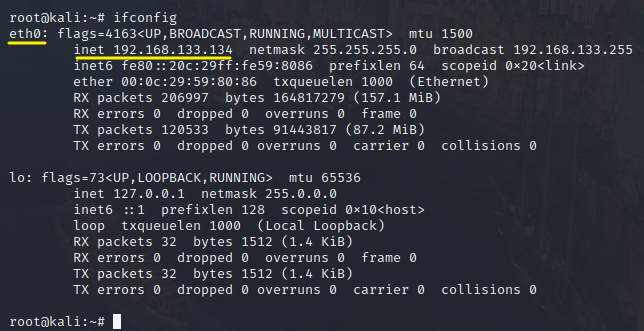 root@kali:~# ifconfig
eth0: flags=4163<UP,BROADCAST,RUNNING,MULTICAST>  mtu 1500
        inet 192.168.133.134  netmask 255.255.255.0  broadcast 192.168.133.255
        inet6 fe80::20c:29ff:fe59:8086  prefixlen 64  scopeid 0×20<link>
        ether 00:0c:29:59:80:86  txqueuelen 1000  (Ethernet)
        RX packets 206997  bytes 164817279 (157.1 MiB)
        RX errors 0  dropped 0  overruns 0  frame 0
        TX packets 120533  bytes 91443817 (87.2 MiB)
        TX errors 0  dropped 0 overruns 0  carrier 0  collisions 0

lo: flags=73<UP,LOOPBACK,RUNNING>  mtu 65536
        inet 127.0.0.1  netmask 255.0.0.0
        inet6 ::1  prefixlen 128  scopeid 0×10<host>
        loop  txqueuelen 1000  (Local Loopback)
        RX packets 32  bytes 1512 (1.4 KiB)
        RX errors 0  dropped 0  overruns 0  frame 0
        TX packets 32  bytes 1512 (1.4 KiB)
        TX errors 0  dropped 0 overruns 0  carrier 0  collisions 0

root@kali:~#